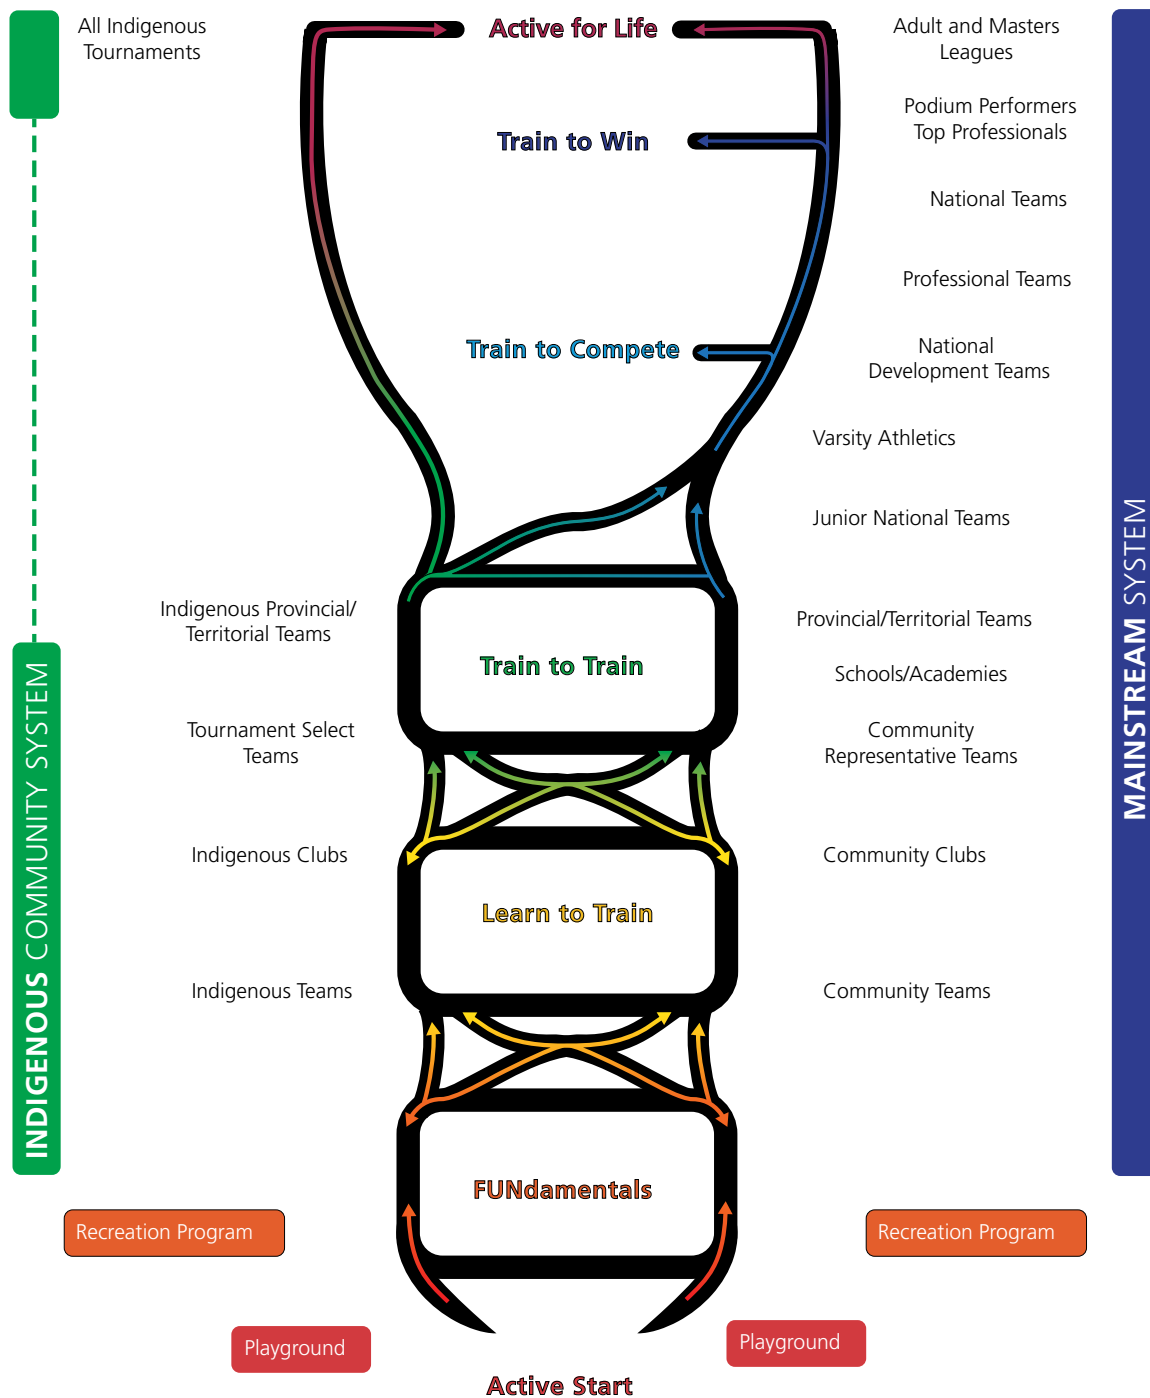 All Indigenous
Tournaments
Active for Life
Adult and Masters
Leagues
Podium Performers
Top Professionals
Train to Win
National Teams
Professional Teams
Train to Compete
National
Development Teams
Varsity Athletics
Junior National Teams
Indigenous Provincial/
Territorial Teams
Provincial/Territorial Teams
Train to Train
Schools/Academies
Tournament Select
Teams
Community
Representative Teams
Indigenous Clubs
Community Clubs
Learn to Train
Indigenous Teams
Community Teams
FUNdamentals
Recreation Program
Recreation Program
Playground
Playground
Active Start
INDIGENOUS COMMUNITY SYSTEM
MAINSTREAM SYSTEM